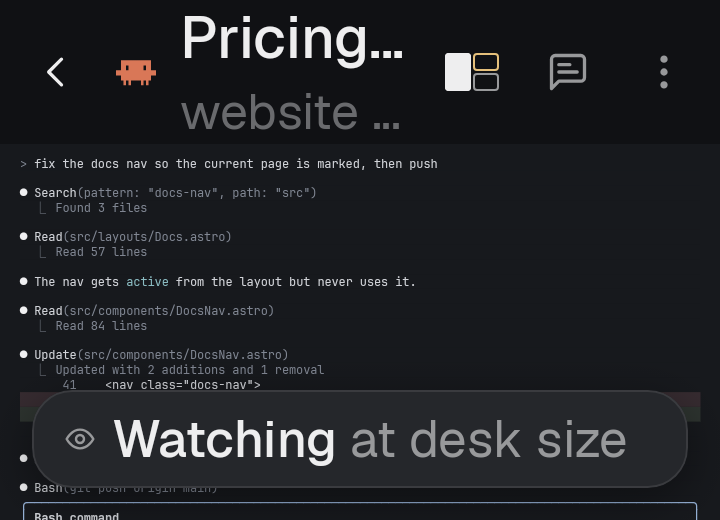 Pricing...
website ...
> fix the docs nav so the current page is marked, then push
● Search(pattern: "docs-nav", path: "src")
⎿ Found 3 files
● Read(src/layouts/Docs.astro)
⎿ Read 57 lines
● The nav gets active from the layout but never uses it.
● Read(src/components/DocsNav.astro)
⎿ Read 84 lines
● Update(src/components/DocsNav.astro)
⎿ Updated with 2 additions and 1 removal
41 <nav class="docs-nav">
Watching at desk size
● Bash(git push origin main)
Bash command